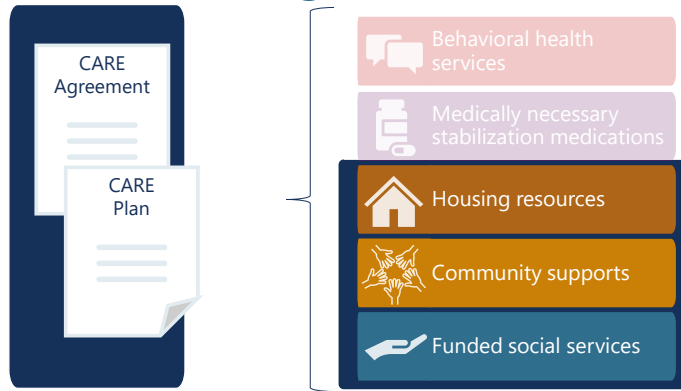 CARE
Agreement
CARE
Plan
Behavioral health
services
Medically necessary
stabilization medications
Housing resources
Community supports
Funded social services